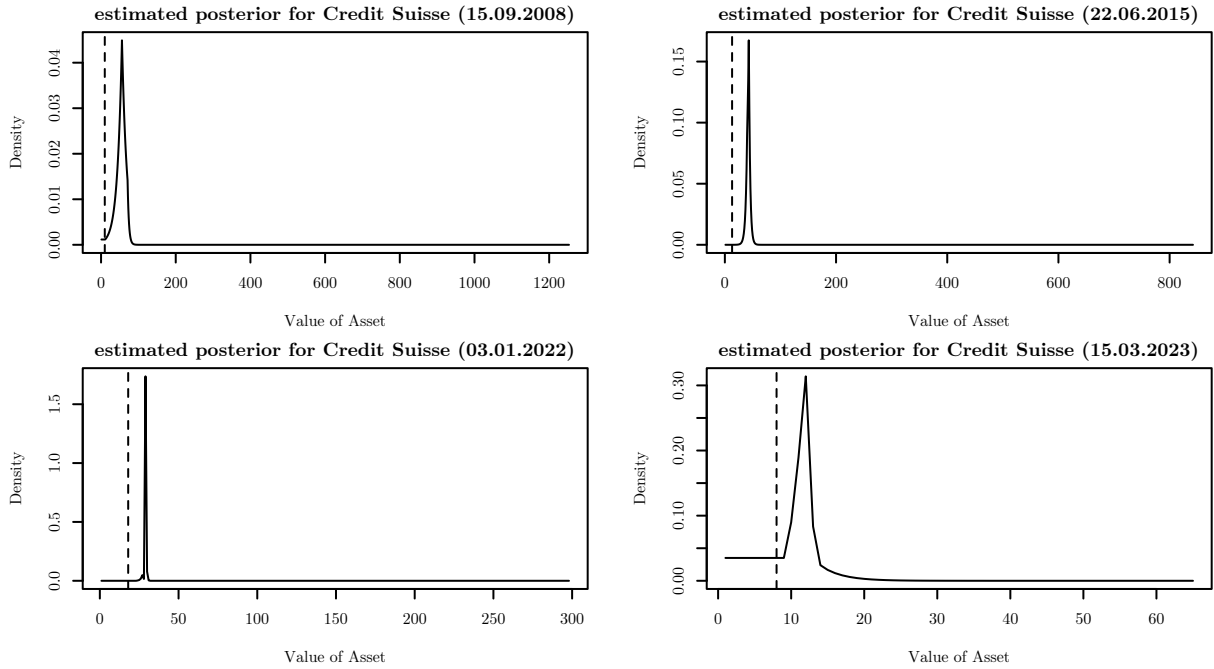 estimated posterior for Credit Suisse (15.09.2008)
Density
0.00 0.01 0.02 0.03 0.04
0 200 400 600 800 1000 1200
Value of Asset
estimated posterior for Credit Suisse (22.06.2015)
Density
0.00 0.05 0.10 0.15
0 200 400 600 800
Value of Asset
estimated posterior for Credit Suisse (03.01.2022)
Density
0.0 0.5 1.0 1.5
0 50 100 150 200 250 300
Value of Asset
estimated posterior for Credit Suisse (15.03.2023)
Density
0.00 0.10 0.20 0.30
0 10 20 30 40 50 60
Value of Asset